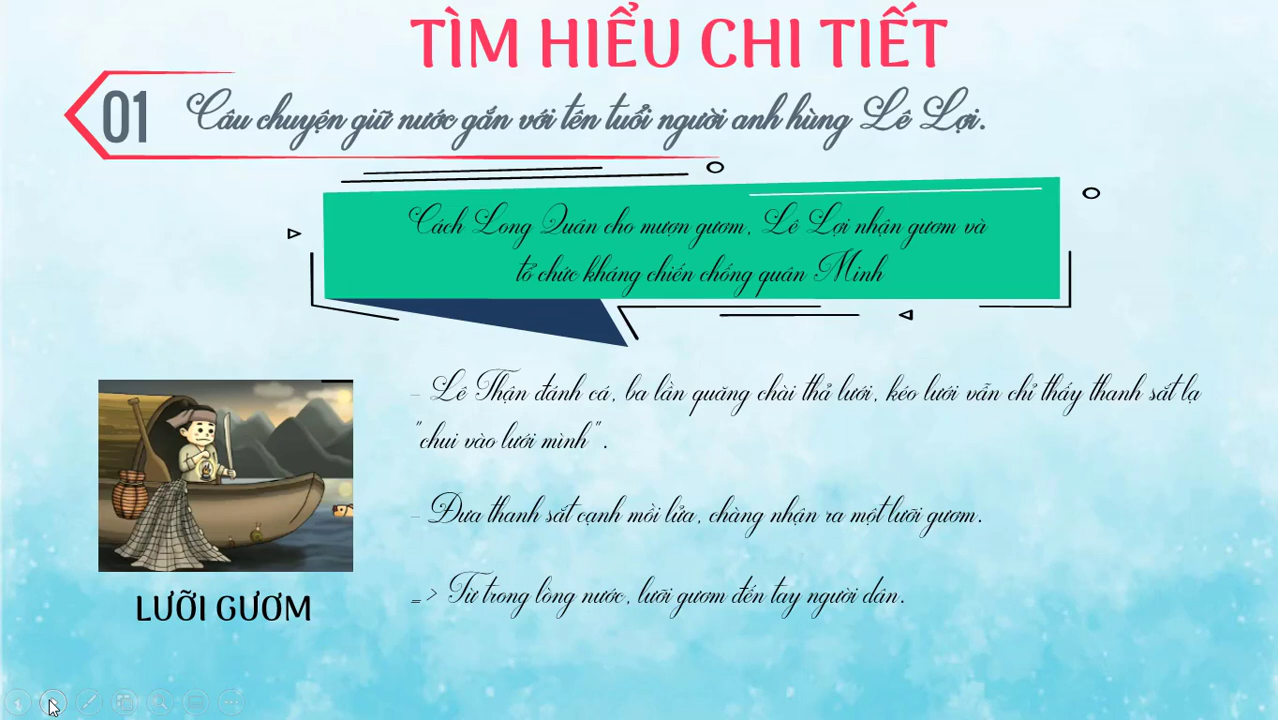 TÌM HIỂU CHI TIẾT
01 Câu chuyện giữ nước gắn với tên tuổi người anh hùng Lê Lợi.
Cách Long Quân cho mượn gươm, Lê Lợi nhận gươm và
tổ chức kháng chiến chống quân Minh
- Lê Thận đánh cá, ba lần quăng chài thả lưới, kéo lưới vẫn chỉ thấy thanh sắt lạ
"chui vào lưới mình".
- Đưa thanh sắt cạnh mồi lửa, chàng nhận ra một lưỡi gươm.
=> Từ trong lòng nước, lưỡi gươm đến tay người dân.
LƯỠI GƯƠM